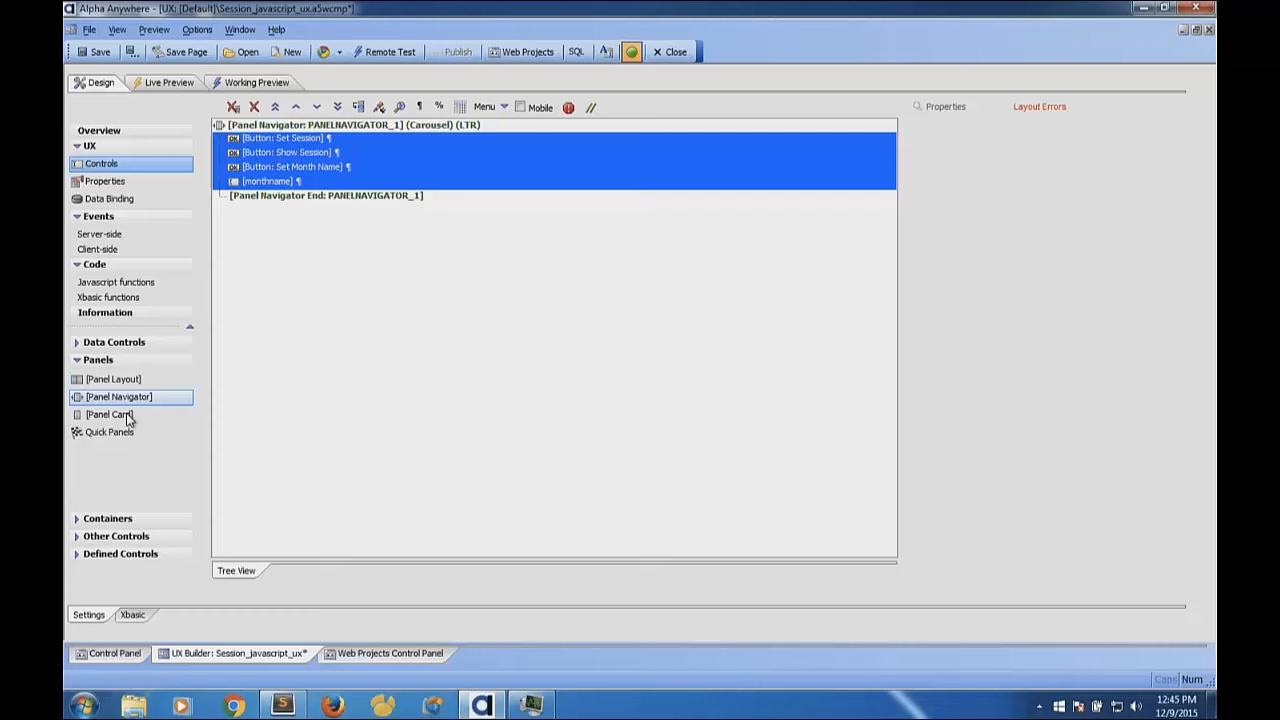 Alpha Anywhere - [UX: [Default]\Session_javascript_ux.a5wcmp*]
File View Preview Options Window Help
Save Save Page Open New Remote Test Publish Web Projects SQL Close
Design Live Preview Working Preview
Menu Mobile Properties Layout Errors
Overview
UX
Controls
Properties
Data Binding
Events
Server-side
Client-side
Code
Javascript functions
Xbasic functions
Information
Data Controls
Panels
[Panel Layout]
[Panel Navigator]
[Panel Card]
Quick Panels
Containers
Other Controls
Defined Controls
[Panel Navigator: PANELNAVIGATOR_1] (Carousel) (LTR)
[Button: Set Session] ¶
[Button: Show Session] ¶
[Button: Set Month Name] ¶
[monthname] ¶
[Panel Navigator End: PANELNAVIGATOR_1]
Tree View
Settings Xbasic
Control Panel UX Builder: Session_javascript_ux* Web Projects Control Panel
Caps Num
12:45 PM
12/9/2015